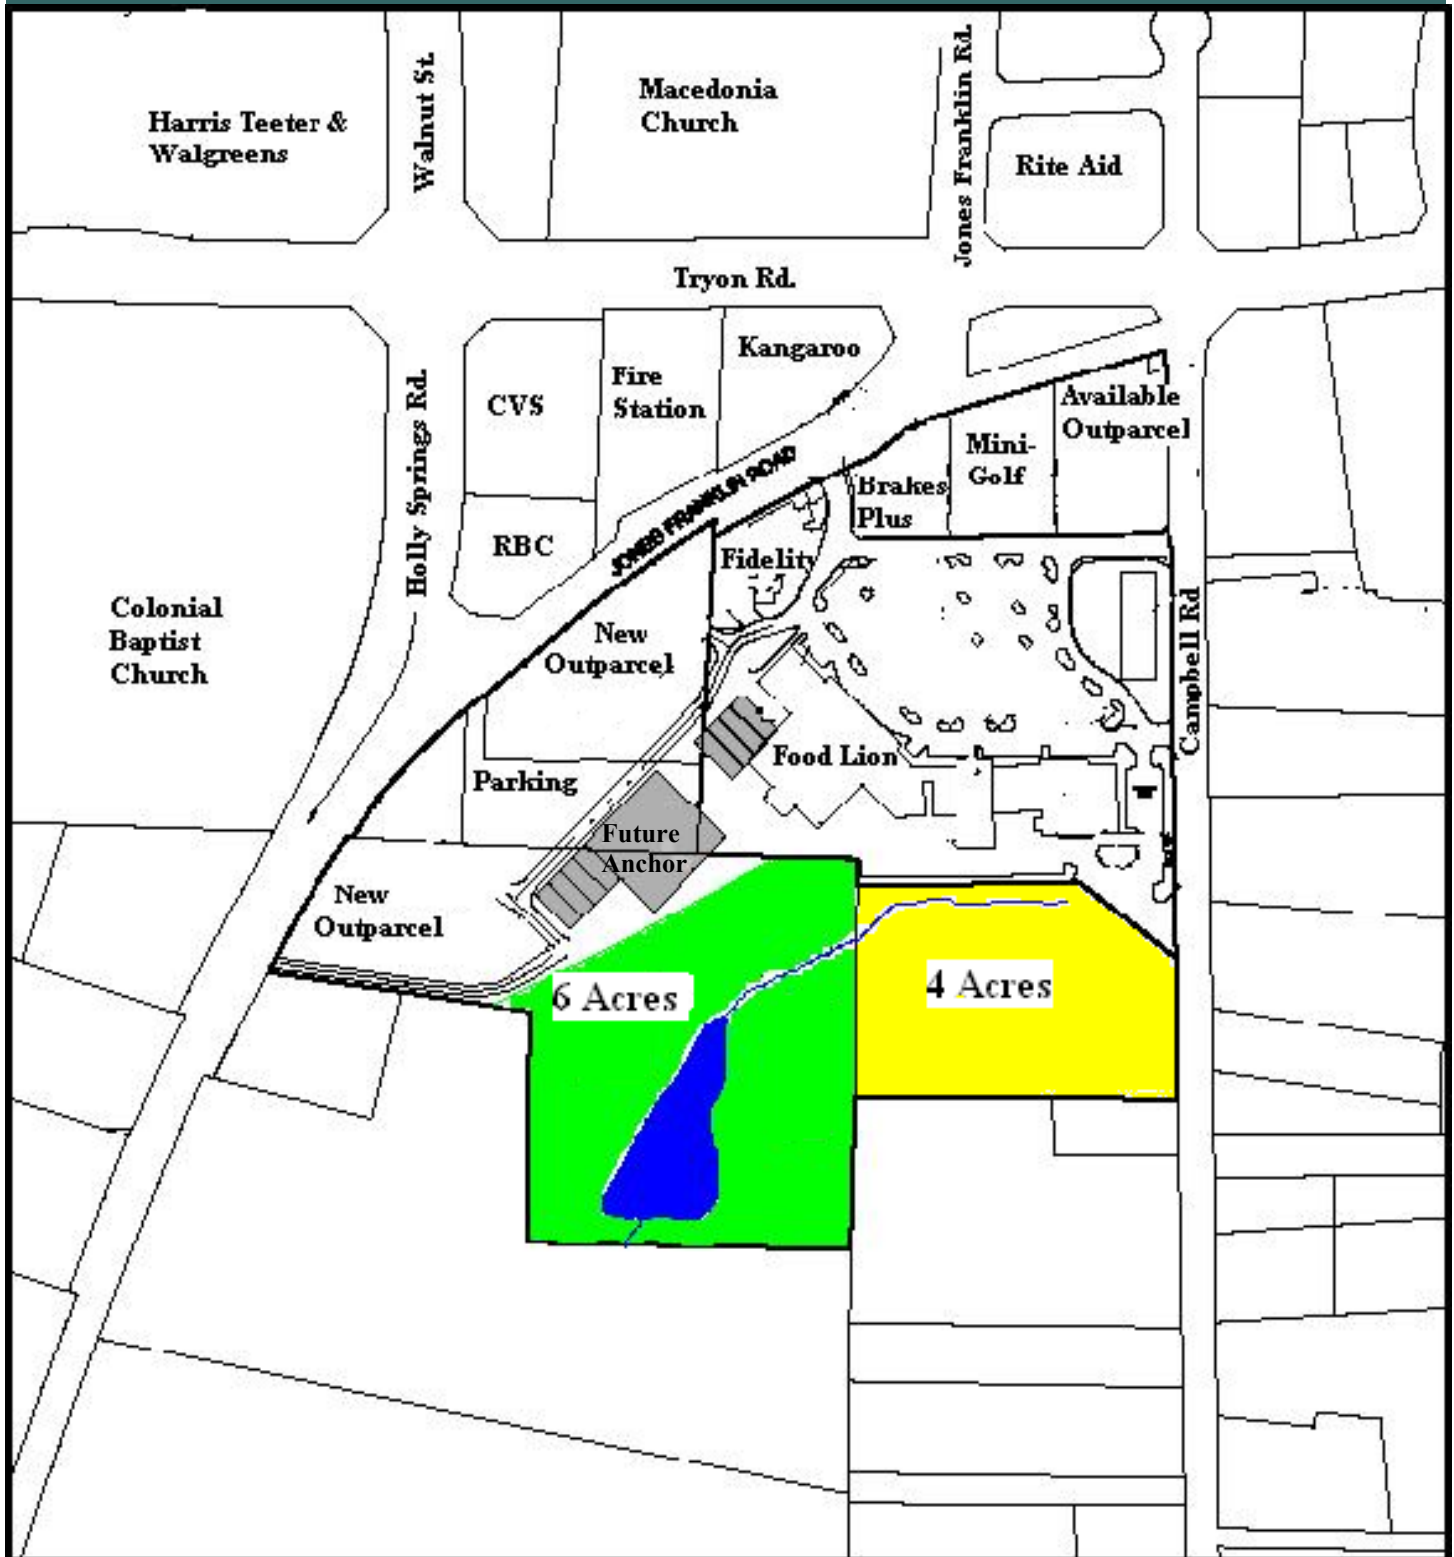 Harris Teeter &
Walgreens
Walnut St.
Macedonia
Church
Jones Franklin Rd.
Rite Aid
Tryon Rd.
Kangaroo
Fire
Station
CVS
Holly Springs Rd.
Available
Outparcel
Mini-
Golf
Brakes
Plus
JONES FRANKLIN ROAD
RBC
Fidelity
Colonial
Baptist
Church
New
Outparcel
Campbell Rd
Food Lion
Parking
Future
Anchor
New
Outparcel
6 Acres
4 Acres